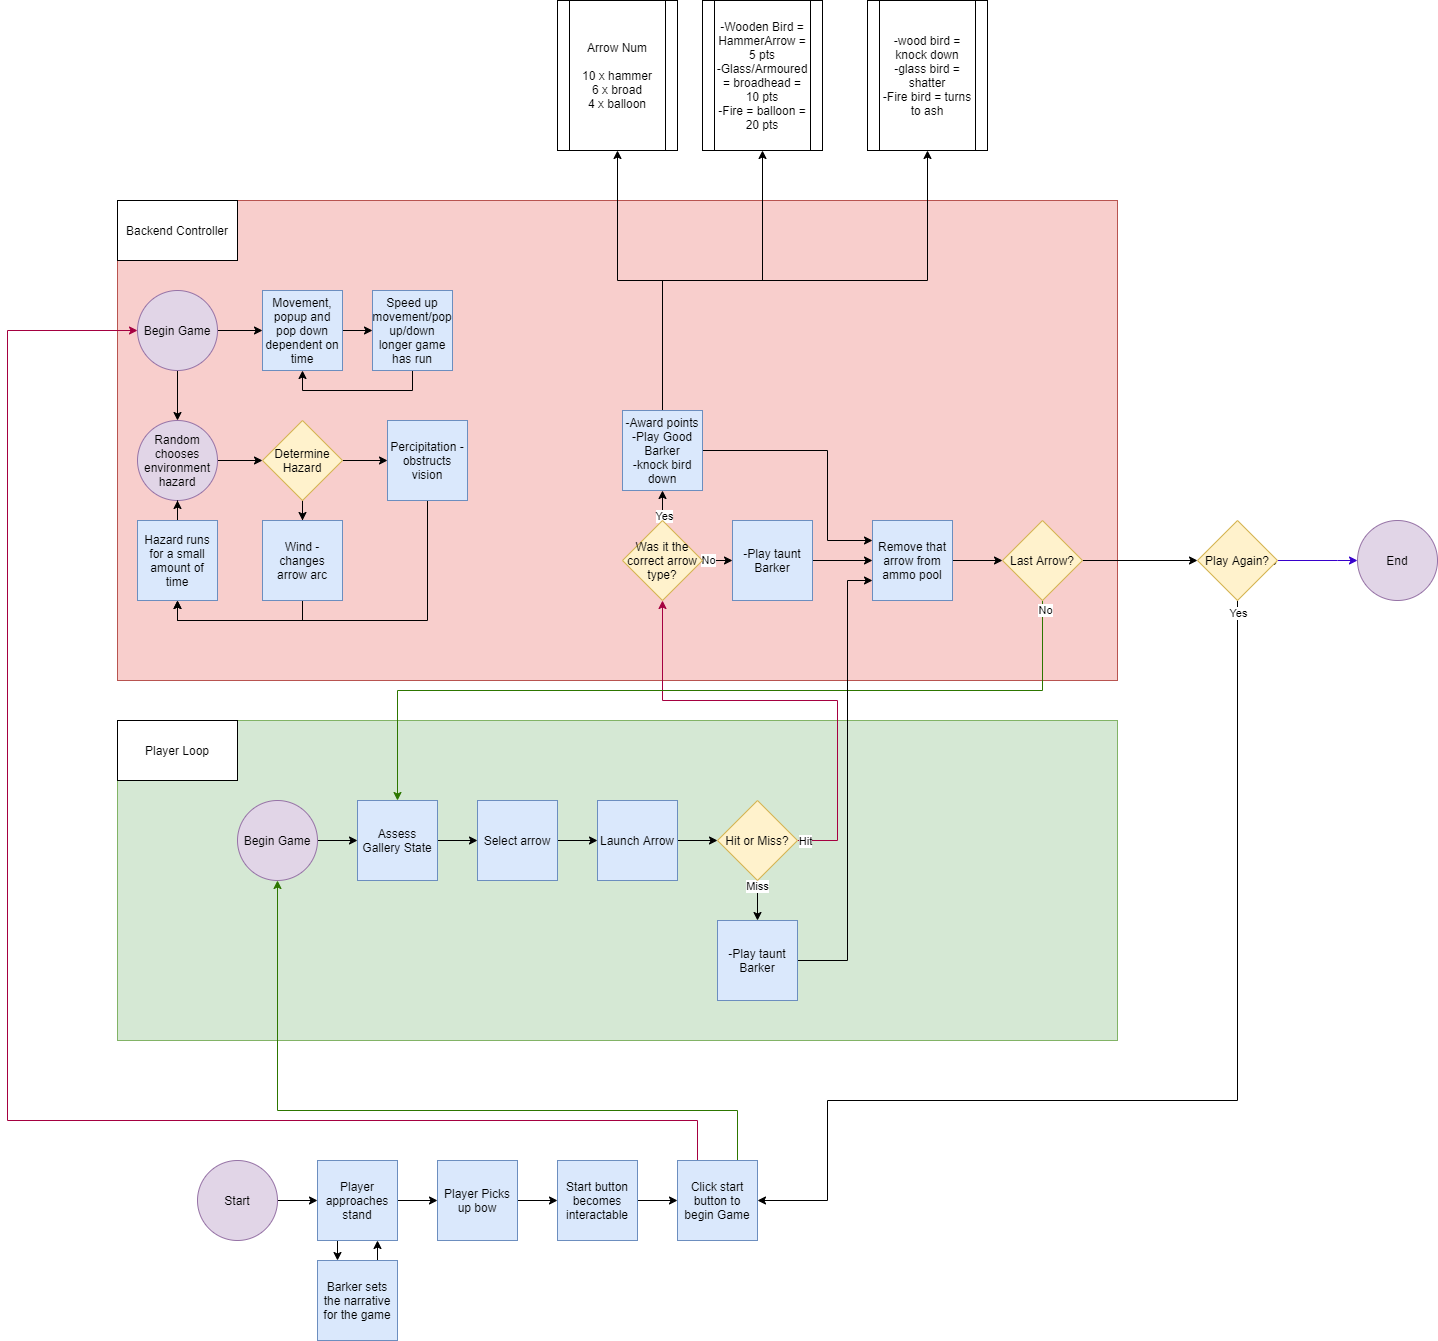 Arrow Num
10 x hammer
6 x broad
4 x balloon
-Wooden Bird =
HammerArrow =
5 pts
-Glass/Armoured
= broadhead =
10 pts
-Fire = balloon =
20 pts
-wood bird =
knock down
-glass bird =
shatter
-Fire bird = turns
to ash
Backend Controller
Begin Game
Movement,
popup and
pop down
dependent on
time
Speed up
movement/pop
up/down
longer game
has run
Random
chooses
environment
hazard
Determine
Hazard
Percipitation -
obstructs
vision
Hazard runs
for a small
amount of
time
Wind -
changes
arrow arc
-Award points
-Play Good
Barker
-knock bird
down
Yes
Was it the
correct arrow
type?
No
-Play taunt
Barker
Remove that
arrow from
ammo pool
Last Arrow?
No
Play Again?
Yes
End
Player Loop
Begin Game
Assess
Gallery State
Select arrow
Launch Arrow
Hit or Miss?
Hit
Miss
-Play taunt
Barker
Start
Player
approaches
stand
Player Picks
up bow
Start button
becomes
interactable
Click start
button to
begin Game
Barker sets
the narrative
for the game